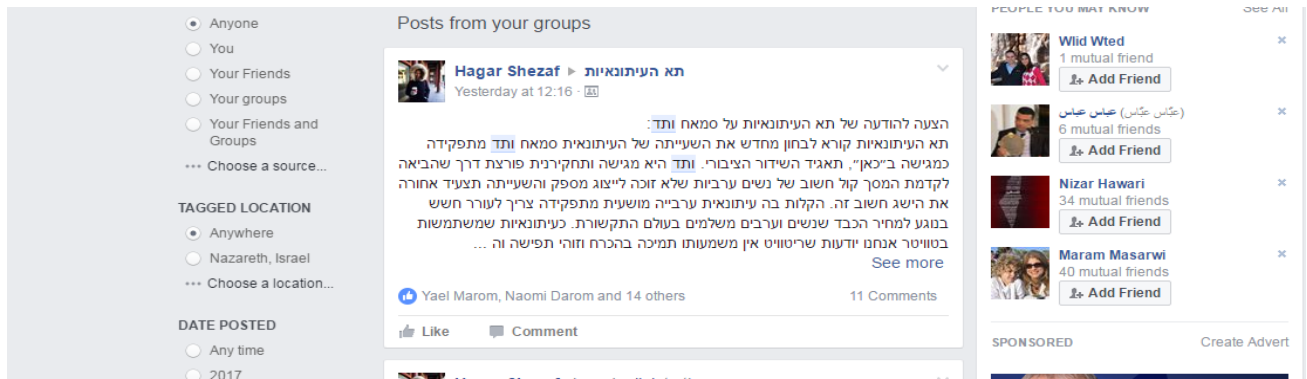 Anyone
You
Your Friends
Your groups
Your Friends and
Groups
Choose a source...
TAGGED LOCATION
Anywhere
Nazareth, Israel
Choose a location...
DATE POSTED
Any time
2017
Posts from your groups
Hagar Shezaf ▸ תא העיתונאיות
Yesterday at 12:16 ·
הצעה להודעה של תא העיתונאיות על סמאח ותד:
תא העיתונאיות קורא לבחון מחדש את השעייתה של העיתונאית סמאח ותד מתפקידה
כמגישה ב״כאן״, תאגיד השידור הציבורי. ותד היא מגישה ותחקירנית פורצת דרך שהביאה
לקדמת המסך קול חשוב של נשים ערביות שלא זוכה לייצוג מספק והשעייתה תצעיד אחורה
את הישג חשוב זה. הקלות בה עיתונאית ערבייה מושעית מתפקידה צריך לעורר חשש
בנוגע למחיר הכבד שנשים וערבים משלמים בעולם התקשורת. כעיתונאיות שמשתמשות
בטוויטר אנחנו יודעות שריטוויט אין משמעותו תמיכה בהכרח וזוהי תפישה וה ...
See more
Yael Marom, Naomi Darom and 14 others 11 Comments
Like Comment
PEOPLE YOU MAY KNOW See All
Wlid Wted
1 mutual friend
Add Friend
عباس عباس (عبّاس عبّاس)
6 mutual friends
Add Friend
Nizar Hawari
34 mutual friends
Add Friend
Maram Masarwi
40 mutual friends
Add Friend
SPONSORED Create Advert